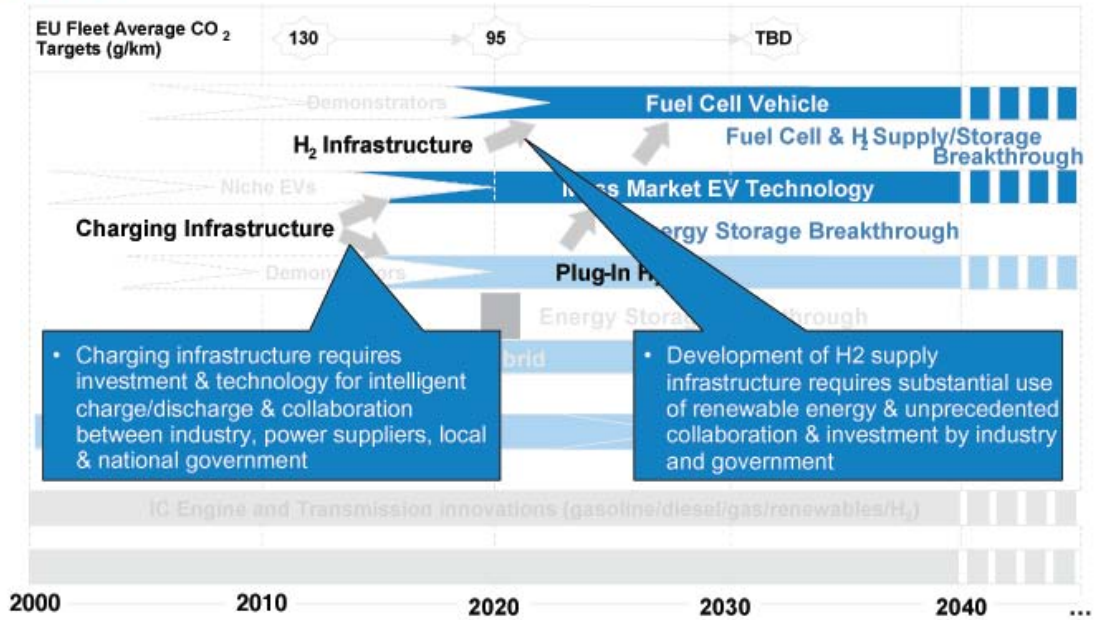 EU Fleet Average CO2
Targets (g/km)
130
95
TBD
Demonstrators
Fuel Cell Vehicle
H2 Infrastructure
Fuel Cell & H2 Supply/Storage
Breakthrough
Niche EVs
Mass Market EV Technology
Charging Infrastructure
Energy Storage Breakthrough
Demonstrators
Plug-In
Energy
• Charging infrastructure requires
investment & technology for intelligent
charge/discharge & collaboration
between industry, power suppliers, local
& national government
• Development of H2 supply
infrastructure requires substantial use
of renewable energy & unprecedented
collaboration & investment by industry
and government
IC Engine and Transmission innovations (gasoline/diesel/gas/renewables/H2)
2000
2010
2020
2030
2040
...